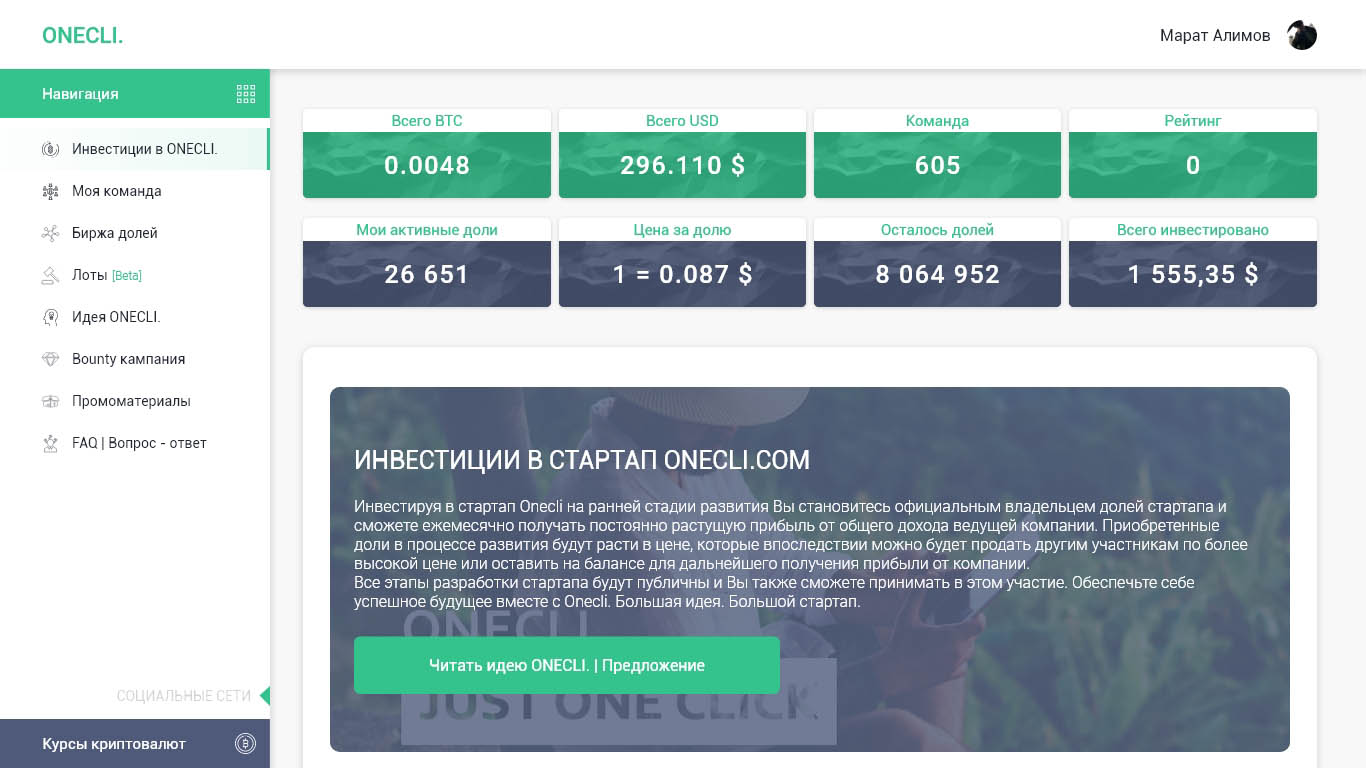 ONECLI.
Марат Алимов
Навигация
Инвестиции в ONECLI.
Моя команда
Биржа долей
Лоты [Beta]
Идея ONECLI.
Bounty кампания
Промоматериалы
FAQ | Вопрос - ответ
СОЦИАЛЬНЫЕ СЕТИ
Курсы криптовалют
Всего BTC
0.0048
Всего USD
296.110 $
Команда
605
Рейтинг
0
Мои активные доли
26 651
Цена за долю
1 = 0.087 $
Осталось долей
8 064 952
Всего инвестировано
1 555,35 $
ИНВЕСТИЦИИ В СТАРТАП ONECLI.COM
Инвестируя в стартап Onecli на ранней стадии развития Вы становитесь официальным владельцем долей стартапа и
сможете ежемесячно получать постоянно растущую прибыль от общего дохода ведущей компании. Приобретенные
доли в процессе развития будут расти в цене, которые впоследствии можно будет продать другим участникам по более
высокой цене или оставить на балансе для дальнейшего получения прибыли от компании.
Все этапы разработки стартапа будут публичны и Вы также сможете принимать в этом участие. Обеспечьте себе
успешное будущее вместе с Onecli. Большая идея. Большой стартап.
ONECLI
Читать идею ONECLI. | Предложение
JUST ONE CLICK